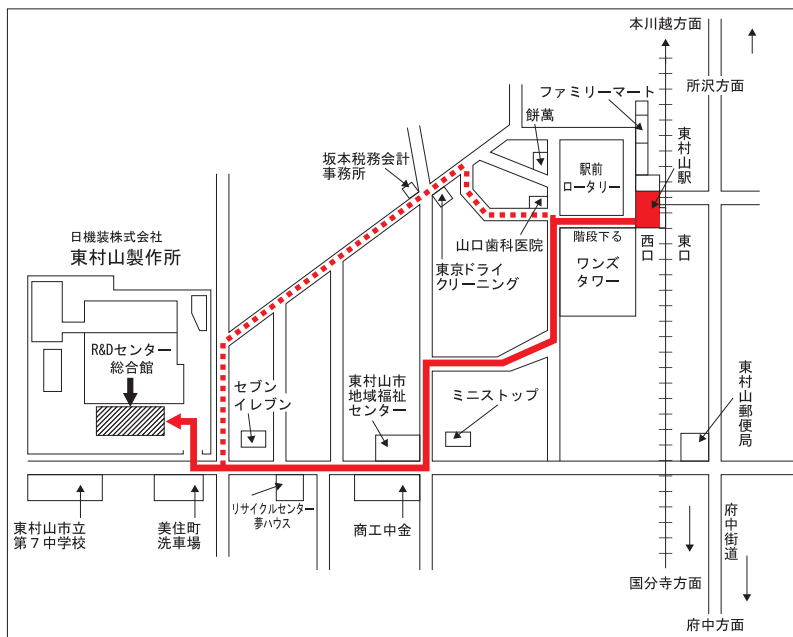 本川越方面
所沢方面
ファミリーマート
餅萬
東村山駅
坂本税務会計
事務所
駅前
ロータリー
山口歯科医院
階段下る
西口
東口
日機装株式会社
東村山製作所
東京ドライ
クリーニング
ワンズ
タワー
R&Dセンター
総合館
セブン
イレブン
東村山市
地域福祉
センター
ミニストップ
東村山郵便局
東村山市立
第7中学校
美住町
洗車場
リサイクルセンター
夢ハウス
商工中金
府中街道
国分寺方面
府中方面